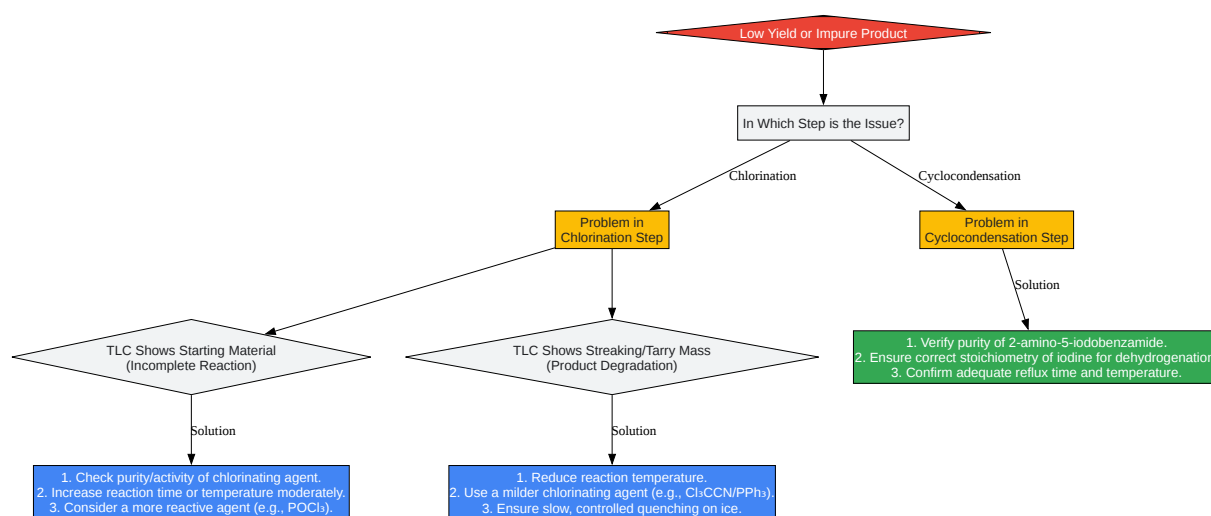 Low Yield or Impure Product
In Which Step is the Issue?
Chlorination
Cyclocondensation
Problem in
Chlorination Step
Problem in
Cyclocondensation Step
Solution
TLC Shows Starting Material
(Incomplete Reaction)
TLC Shows Streaking/Tarry Mass
(Product Degradation)
1. Verify purity of 2-amino-5-iodobenzamide.
2. Ensure correct stoichiometry of iodine for dehydrogenation
3. Confirm adequate reflux time and temperature.
Solution
Solution
1. Check purity/activity of chlorinating agent.
2. Increase reaction time or temperature moderately.
3. Consider a more reactive agent (e.g., POCl₃).
1. Reduce reaction temperature.
2. Use a milder chlorinating agent (e.g., Cl₃CCN/PPh₃).
3. Ensure slow, controlled quenching on ice.